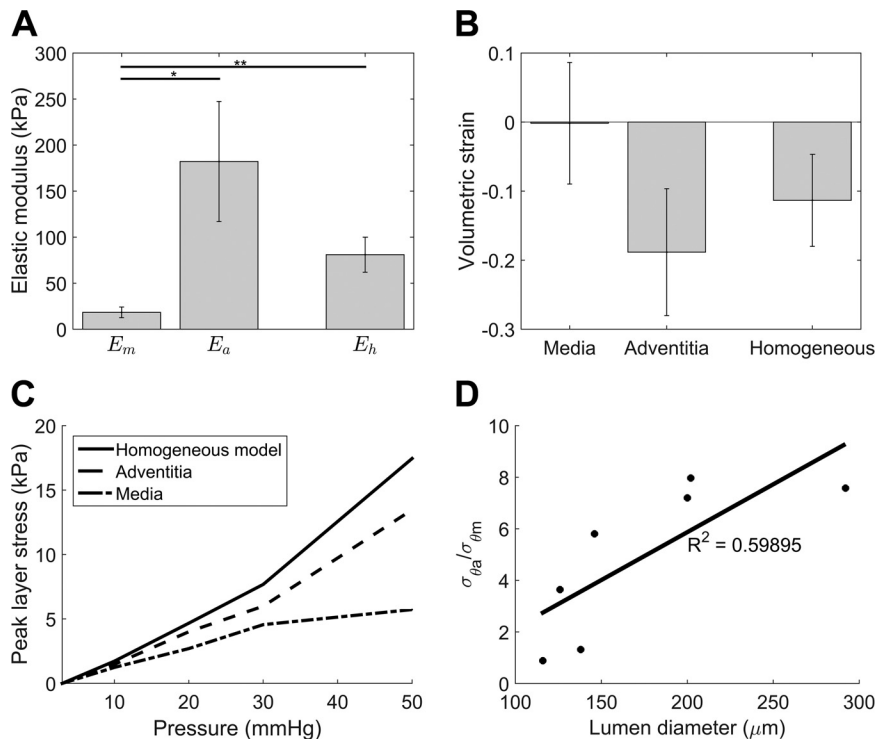 A
300
250
200
150
100
50
0
Elastic modulus (kPa)
**
*
E_m
E_a
E_h
B
0.1
0
-0.1
-0.2
-0.3
Volumetric strain
Media
Adventitia
Homogeneous
C
20
15
10
5
0
Peak layer stress (kPa)
Homogeneous model
Adventitia
Media
10
20
30
40
50
Pressure (mmHg)
D
10
8
6
4
2
0
σ_θa/σ_θm
R² = 0.59895
100
150
200
250
300
Lumen diameter (μm)